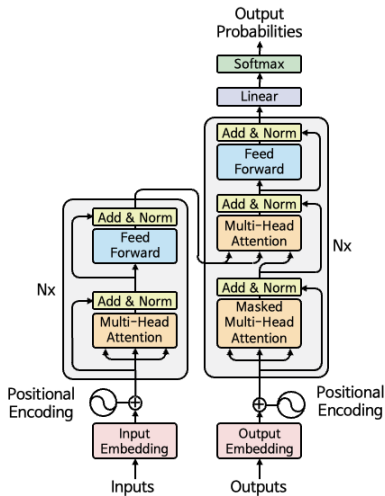 Output
Probabilities
Softmax
Linear
Add & Norm
Feed
Forward
Add & Norm
Multi-Head
Attention
Nx
Add & Norm
Masked
Multi-Head
Attention
Add & Norm
Feed
Forward
Nx
Add & Norm
Multi-Head
Attention
Positional
Encoding
Positional
Encoding
Input
Embedding
Output
Embedding
Inputs
Outputs